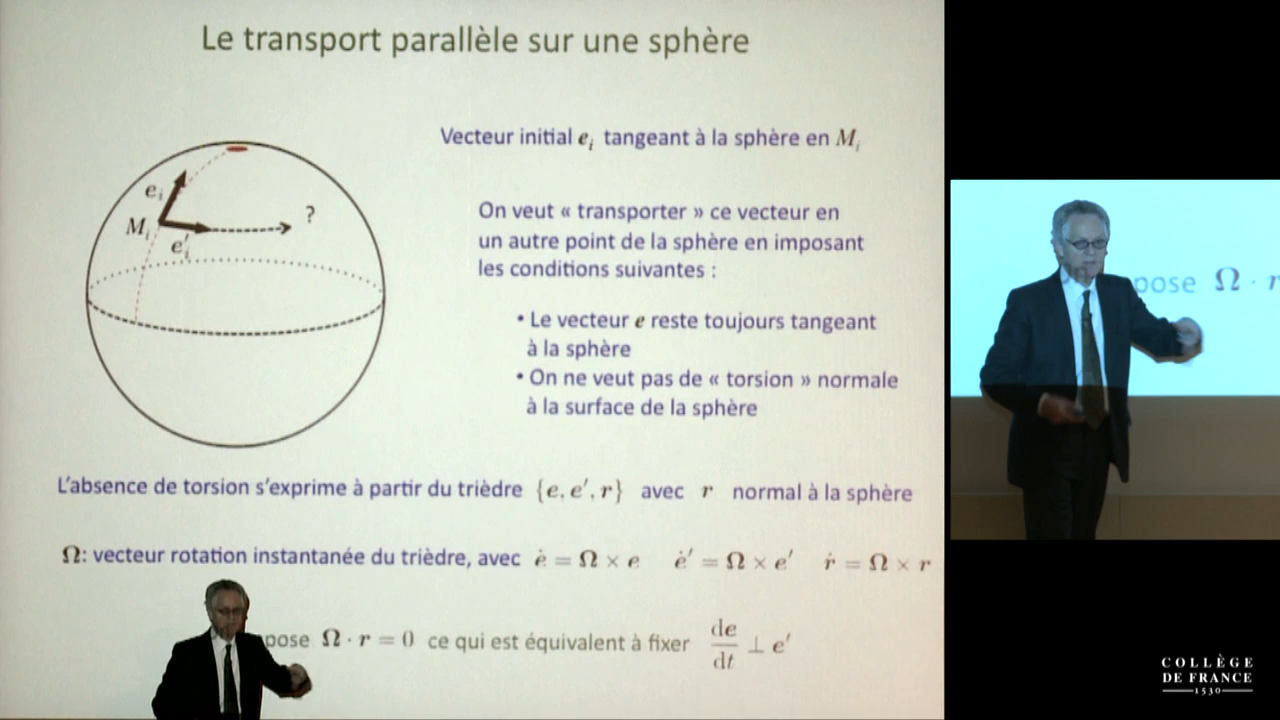 Le transport parallèle sur une sphère
Vecteur initial e_i tangeant à la sphère en M_i
e_i
M_i
e'_i
?
On veut « transporter » ce vecteur en
un autre point de la sphère en imposant
les conditions suivantes :
• Le vecteur e reste toujours tangeant
à la sphère
• On ne veut pas de « torsion » normale
à la surface de la sphère
L'absence de torsion s'exprime à partir du trièdre {e, e', r} avec r normal à la sphère
Ω: vecteur rotation instantanée du trièdre, avec ė = Ω × e ė' = Ω × e' ṙ = Ω × r
pose Ω · r = 0 ce qui est équivalent à fixer de/dt ⊥ e'
pose Ω · r
COLLÈGE
DE FRANCE
1530